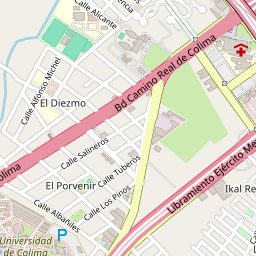 Calle Alicante
Calle Alfonso Michel
El Diezmo
Bd Camino Real de Colima
Calle Salineros
Calle Tuberos
El Porvenir
Calle Los Pinos
Calle Albañiles
Universidad
de Colima
P
Libramiento Ejército Me
Ikal Re
olima